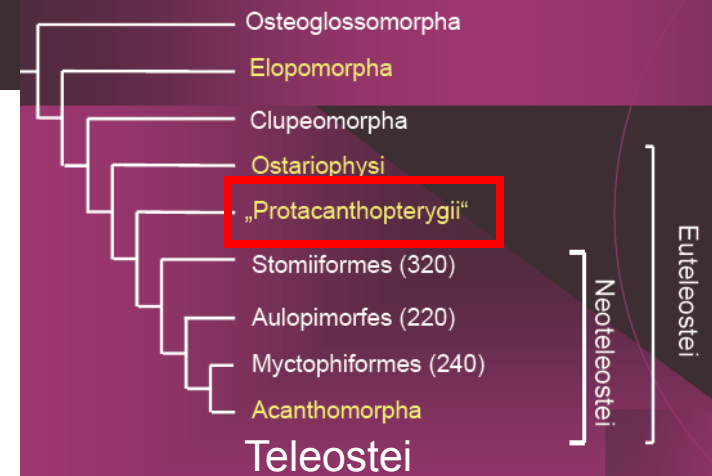 Osteoglossomorpha
Elopomorpha
Clupeomorpha
Ostariophysi
„Protacanthopterygii“
Stomiiformes (320)
Aulopimorfes (220)
Myctophiformes (240)
Acanthomorpha
Neoteleostei
Euteleostei
Teleostei